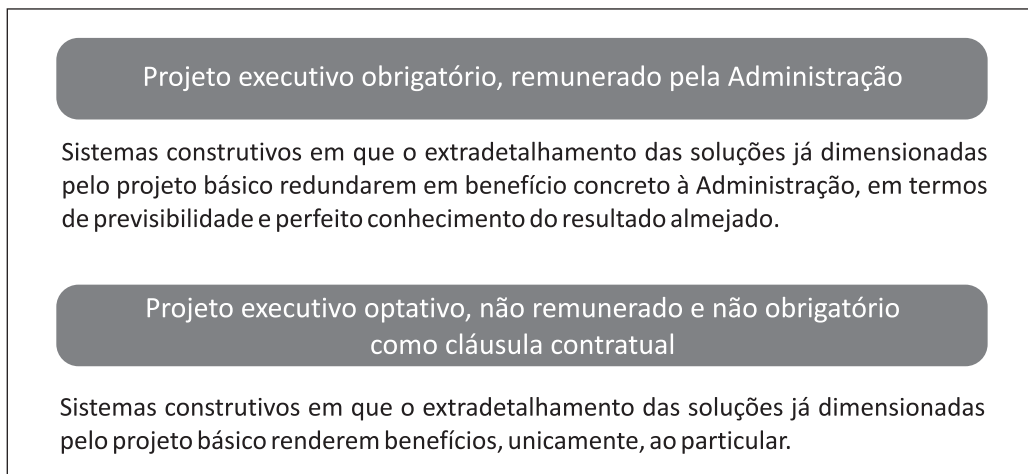 Projeto executivo obrigatório, remunerado pela Administração
Sistemas construtivos em que o extradetalhamento das soluções já dimensionadas
pelo projeto básico redundarem em benefício concreto à Administração, em termos
de previsibilidade e perfeito conhecimento do resultado almejado.
Projeto executivo optativo, não remunerado e não obrigatório
como cláusula contratual
Sistemas construtivos em que o extradetalhamento das soluções já dimensionadas
pelo projeto básico renderem benefícios, unicamente, ao particular.